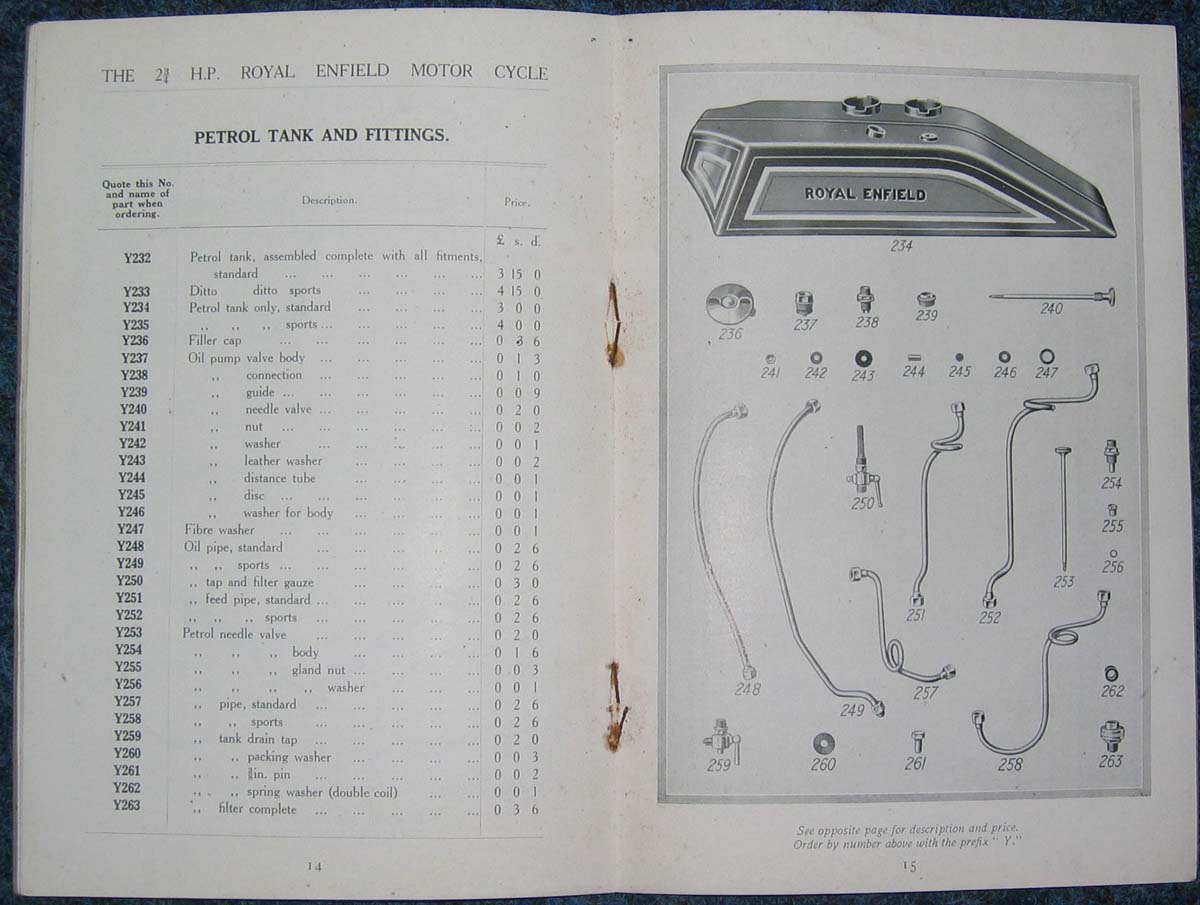 THE 2¾ H.P. ROYAL ENFIELD MOTOR CYCLE
PETROL TANK AND FITTINGS.
Quote this No.
and name of
part when
ordering.
Description.
Price.
£ s. d.
Y232 Petrol tank, assembled complete with all fitments,
standard ... ... ... ... ... ... 3 15 0
Y233 Ditto ditto sports ... ... ... ... 4 15 0
Y234 Petrol tank only, standard ... ... ... ... 3 0 0
Y235 ,, ,, ,, sports ... ... ... ... ... 4 0 0
Y236 Filler cap ... ... ... ... ... ... 0 3 6
Y237 Oil pump valve body ... ... ... ... ... 0 1 3
Y238 ,, connection ... ... ... ... ... 0 1 0
Y239 ,, guide ... ... ... ... ... ... 0 0 9
Y240 ,, needle valve ... ... ... ... ... 0 2 0
Y241 ,, nut ... ... ... ... ... ... 0 0 2
Y242 ,, washer ... ... ... ... ... 0 0 1
Y243 ,, leather washer ... ... ... ... 0 0 2
Y244 ,, distance tube ... ... ... ... 0 0 1
Y245 ,, disc ... ... ... ... ... ... 0 0 1
Y246 ,, washer for body ... ... ... ... 0 0 1
Y247 Fibre washer ... ... ... ... ... ... 0 0 1
Y248 Oil pipe, standard ... ... ... ... ... 0 2 6
Y249 ,, ,, sports ... ... ... ... ... ... 0 2 6
Y250 ,, tap and filter gauze ... ... ... ... 0 3 0
Y251 ,, feed pipe, standard ... ... ... ... ... 0 2 6
Y252 ,, ,, ,, sports ... ... ... ... ... 0 2 6
Y253 Petrol needle valve ... ... ... ... ... 0 2 0
Y254 ,, ,, ,, body ... ... ... ... 0 1 6
Y255 ,, ,, ,, gland nut ... ... ... ... 0 0 3
Y256 ,, ,, ,, ,, washer ... ... ... 0 0 1
Y257 ,, pipe, standard ... ... ... ... ... 0 2 6
Y258 ,, ,, sports ... ... ... ... ... 0 2 6
Y259 ,, tank drain tap ... ... ... ... ... 0 2 0
Y260 ,, ,, packing washer ... ... ... ... 0 0 3
Y261 ,, ,, in. pin ... ... ... ... ... 0 0 2
Y262 ,, ,, spring washer (double coil) ... ... 0 0 1
Y263 ,, filter complete ... ... ... ... ... 0 3 6
14
ROYAL ENFIELD
234
236 237 238 239 240
241 242 243 244 245 246 247
248 249 250 251 252 253 254
255
256
257
258
259 260 261
262
263
See opposite page for description and price.
Order by number above with the prefix "Y."
15